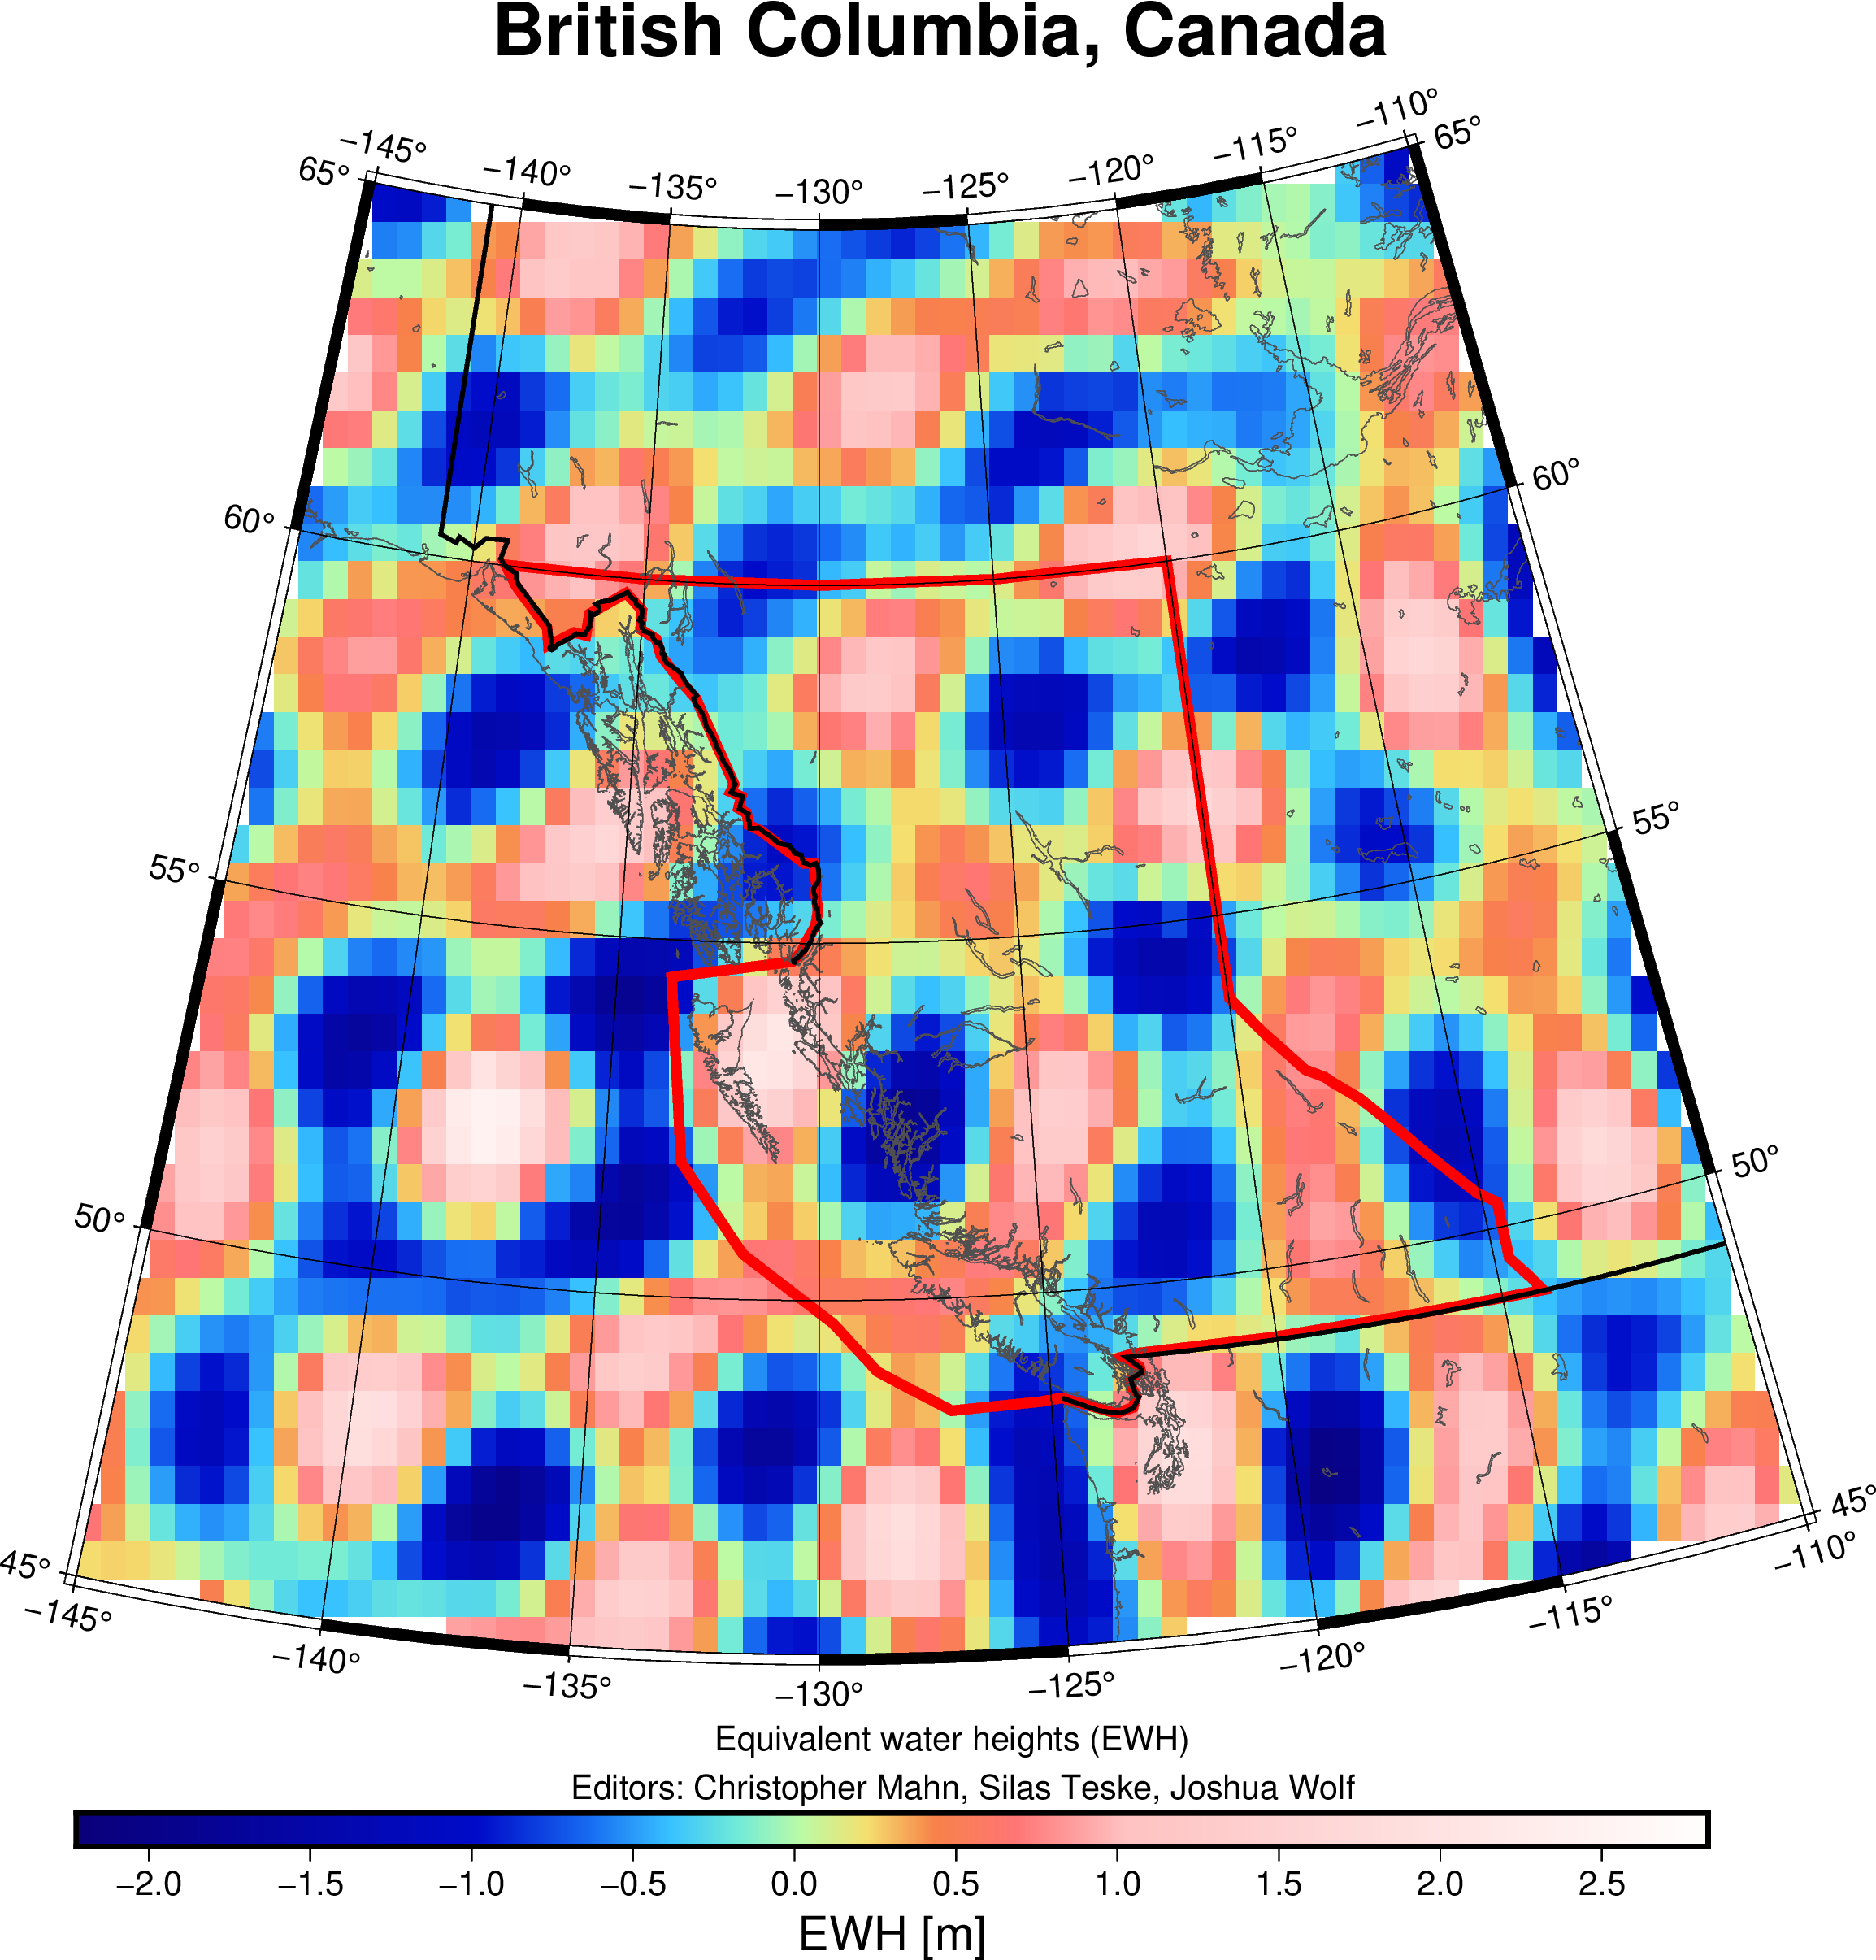 British Columbia, Canada
−145° −140° −135° −130° −125° −120° −115° −110°
65° 65°
60° 60°
55° 55°
50° 50°
45° 45°
−145° −140° −135° −130° −125° −120° −115° −110°
Equivalent water heights (EWH)
Editors: Christopher Mahn, Silas Teske, Joshua Wolf
−2.0 −1.5 −1.0 −0.5 0.0 0.5 1.0 1.5 2.0 2.5
EWH [m]